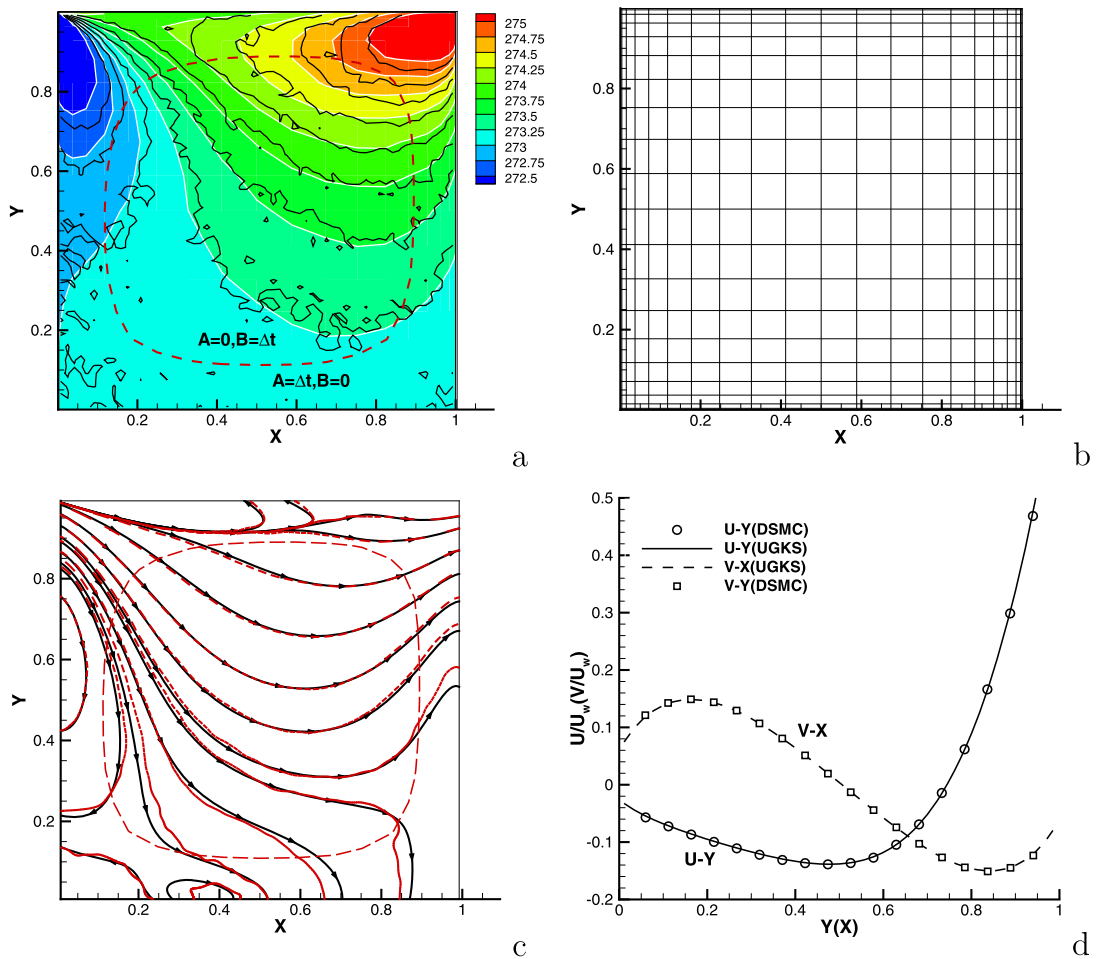 275
274.75
274.5
274.25
274
273.75
273.5
273.25
273
272.75
272.5
0.8
0.6
0.4
0.2
Y
A=0,B=Δt
A=Δt,B=0
0.2 0.4 0.6 0.8 1
X
a
0.8
0.6
0.4
0.2
Y
0.2 0.4 0.6 0.8 1
X
b
0.8
0.6
0.4
0.2
Y
0.2 0.4 0.6 0.8 1
X
c
0.5
0.4
0.3
0.2
0.1
0
-0.1
-0.2
U/Uw(V/Uw)
U-Y(DSMC)
U-Y(UGKS)
V-X(UGKS)
V-Y(DSMC)
V-X
U-Y
0 0.2 0.4 0.6 0.8 1
Y(X)
d